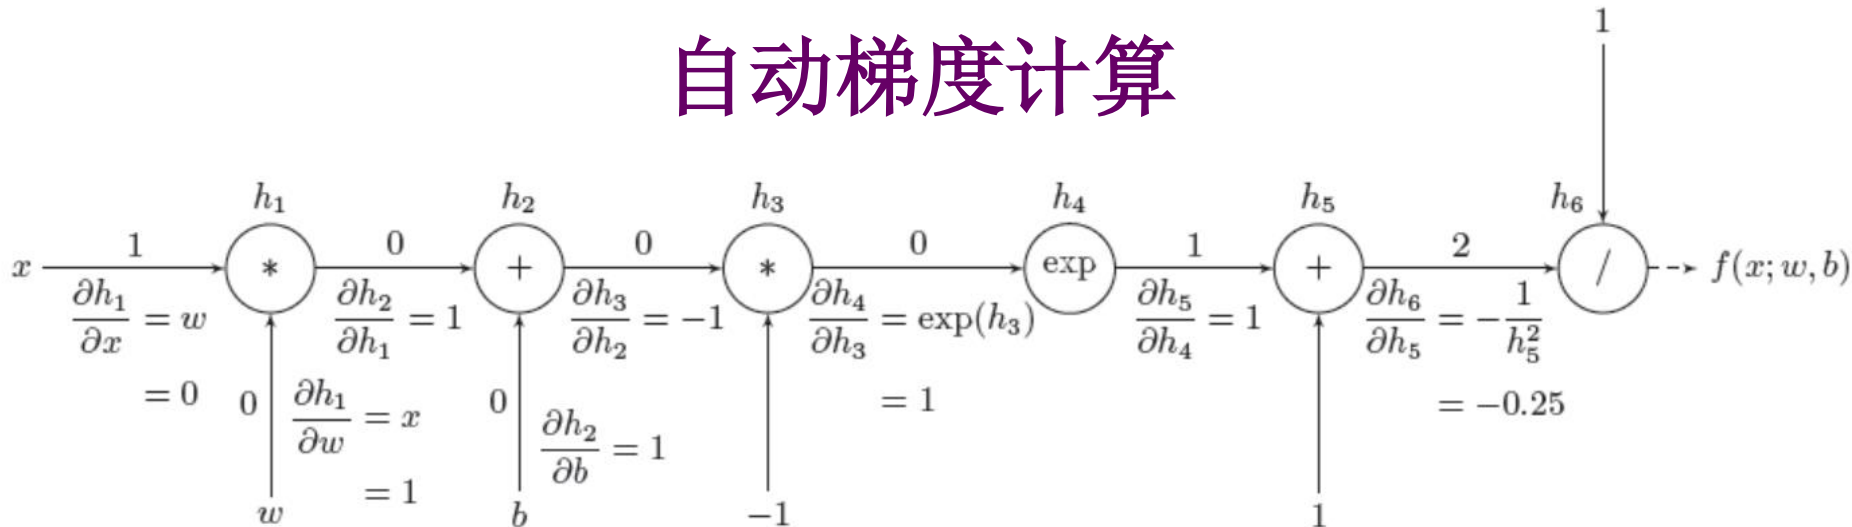 自动梯度计算
1
h₁ h₂ h₃ h₄ h₅ h₆
x 1 * 0 + 0 * 0 exp 1 + 2 / f(x; w, b)
∂h₁/∂x = w
= 0
∂h₂/∂h₁ = 1
∂h₃/∂h₂ = −1
∂h₄/∂h₃ = exp(h₃)
= 1
∂h₅/∂h₄ = 1
∂h₆/∂h₅ = −1/h₅²
= −0.25
0 ∂h₁/∂w = x
= 1
0 ∂h₂/∂b = 1
w b −1 1